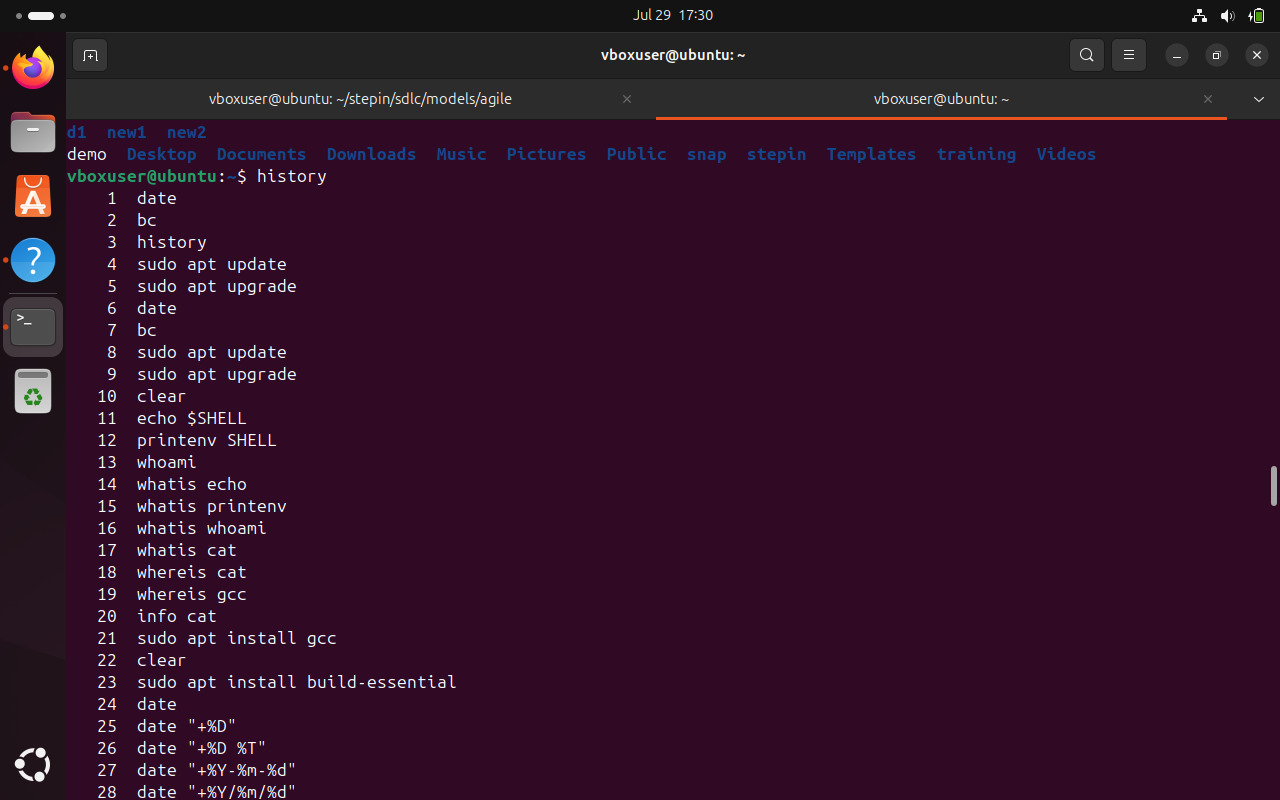 Jul 29 17:30
vboxuser@ubuntu: ~
vboxuser@ubuntu: ~/stepin/sdlc/models/agile
vboxuser@ubuntu: ~
d1 new1 new2
demo Desktop Documents Downloads Music Pictures Public snap stepin Templates training Videos
vboxuser@ubuntu:~$ history
1 date
2 bc
3 history
4 sudo apt update
5 sudo apt upgrade
6 date
7 bc
8 sudo apt update
9 sudo apt upgrade
10 clear
11 echo $SHELL
12 printenv SHELL
13 whoami
14 whatis echo
15 whatis printenv
16 whatis whoami
17 whatis cat
18 whereis cat
19 whereis gcc
20 info cat
21 sudo apt install gcc
22 clear
23 sudo apt install build-essential
24 date
25 date "+%D"
26 date "+%D %T"
27 date "+%Y-%m-%d"
28 date "+%Y/%m/%d"